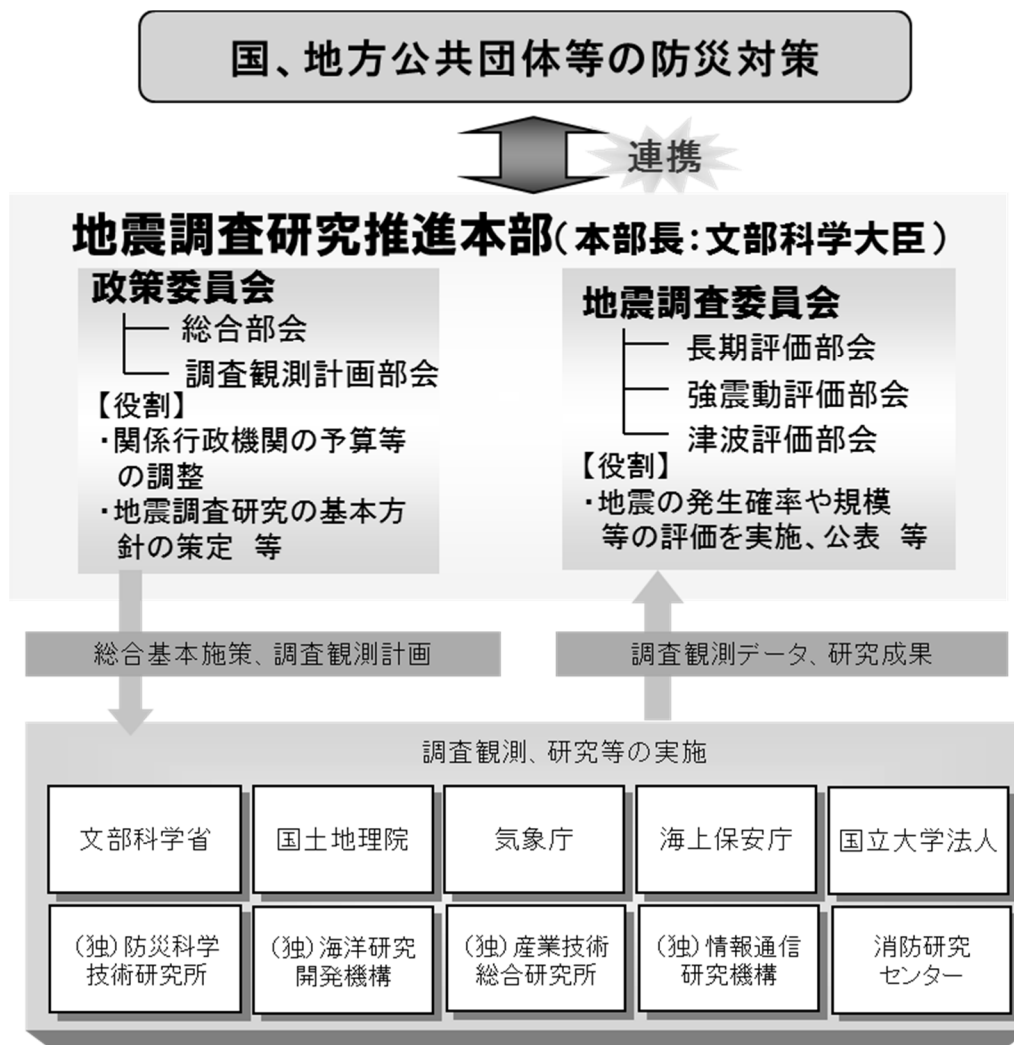 国、地方公共団体等の防災対策
連携
地震調査研究推進本部(本部長:文部科学大臣)
政策委員会
総合部会
調査観測計画部会
【役割】
・関係行政機関の予算等
の調整
・地震調査研究の基本方
針の策定 等
地震調査委員会
長期評価部会
強震動評価部会
津波評価部会
【役割】
・地震の発生確率や規模
等の評価を実施、公表 等
総合基本施策、調査観測計画
調査観測データ、研究成果
調査観測、研究等の実施
文部科学省
国土地理院
気象庁
海上保安庁
国立大学法人
(独)防災科学
技術研究所
(独)海洋研究
開発機構
(独)産業技術
総合研究所
(独)情報通信
研究機構
消防研究
センター